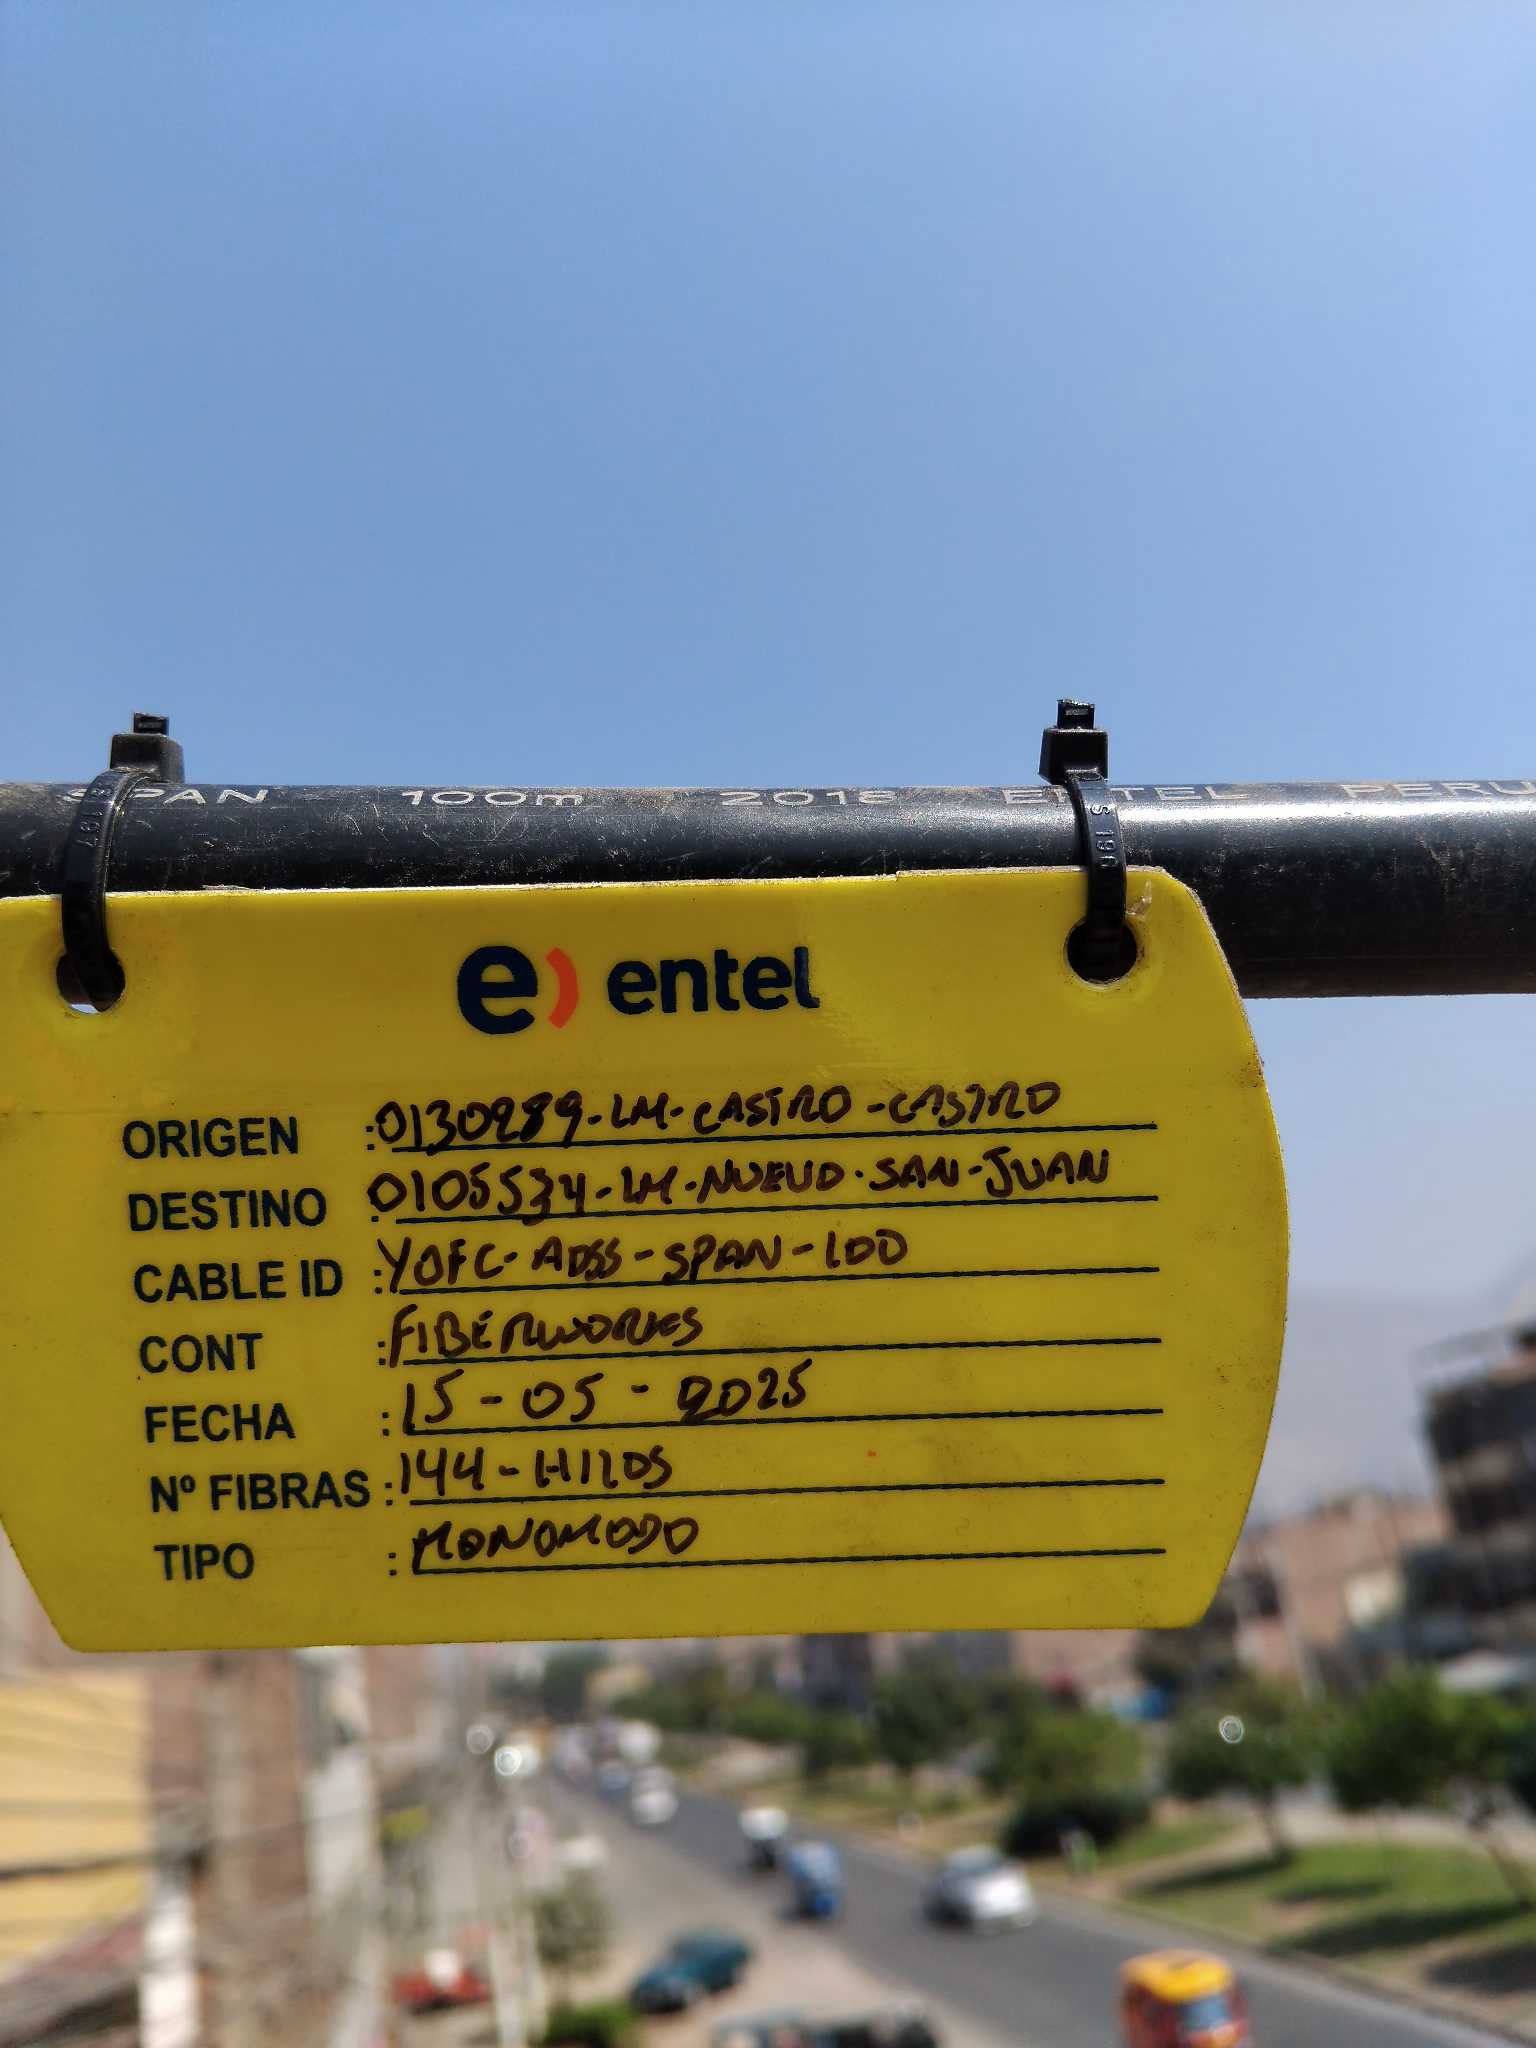 SPAN 100m 2018 ENTEL PERU
e) entel
ORIGEN : 0130989-LM-CASTRO-CASTRO
DESTINO : 0105534-LM-NUEVO-SAN-JUAN
CABLE ID : YOFC-ADSS-SPAN-100
CONT : FIBERWORKS
FECHA : 15-05-2025
Nº FIBRAS : 144-HILOS
TIPO : MONOMODO